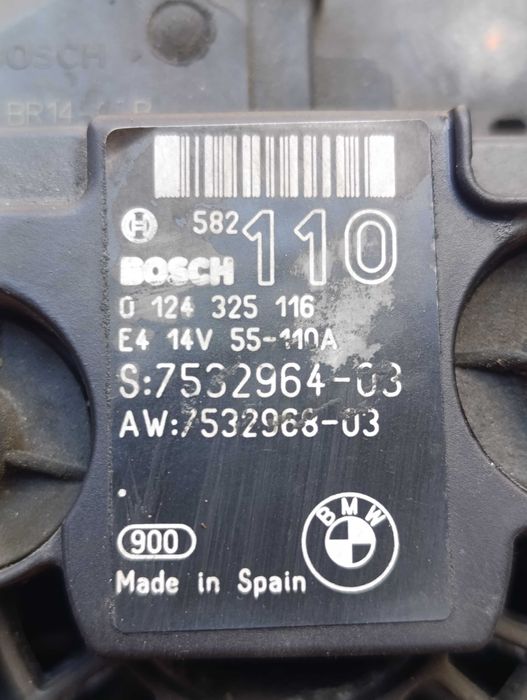 BOSCH
582
110
BOSCH
0 124 325 116
E4 14V 55-110A
S:7532964-03
AW:7532968-03
900
BMW
Made in Spain